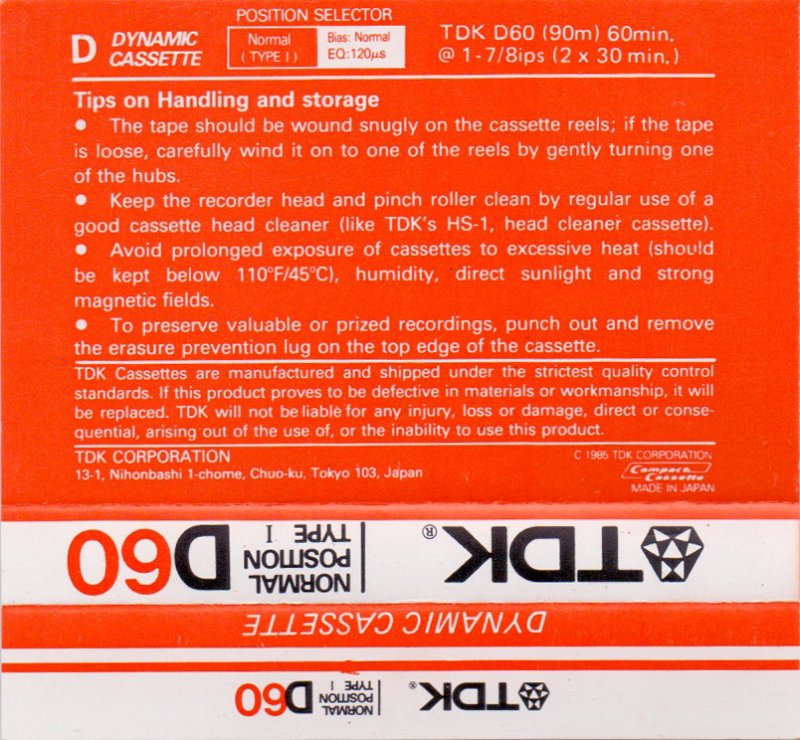 POSITION SELECTOR
D DYNAMIC CASSETTE
Normal (TYPE I)
Bias: Normal EQ:120µs
TDK D60 (90m) 60min.
@ 1-7/8ips (2 x 30 min.)
Tips on Handling and storage
● The tape should be wound snugly on the cassette reels; if the tape
is loose, carefully wind it on to one of the reels by gently turning one
of the hubs.
● Keep the recorder head and pinch roller clean by regular use of a
good cassette head cleaner (like TDK's HS-1, head cleaner cassette).
● Avoid prolonged exposure of cassettes to excessive heat (should
be kept below 110°F/45°C), humidity, direct sunlight and strong
magnetic fields.
● To preserve valuable or prized recordings, punch out and remove
the erasure prevention lug on the top edge of the cassette.
TDK Cassettes are manufactured and shipped under the strictest quality control
standards. If this product proves to be defective in materials or workmanship, it will
be replaced. TDK will not be liable for any injury, loss or damage, direct or conse-
quential, arising out of the use of, or the inability to use this product.
TDK CORPORATION
13-1, Nihonbashi 1-chome, Chuo-ku, Tokyo 103, Japan
C 1985 TDK CORPORATION
Compact Cassette
MADE IN JAPAN
TDK®
NORMAL
POSITION
TYPE I
D60
DYNAMIC CASSETTE
TDK®
NORMAL
POSITION
TYPE I
D60